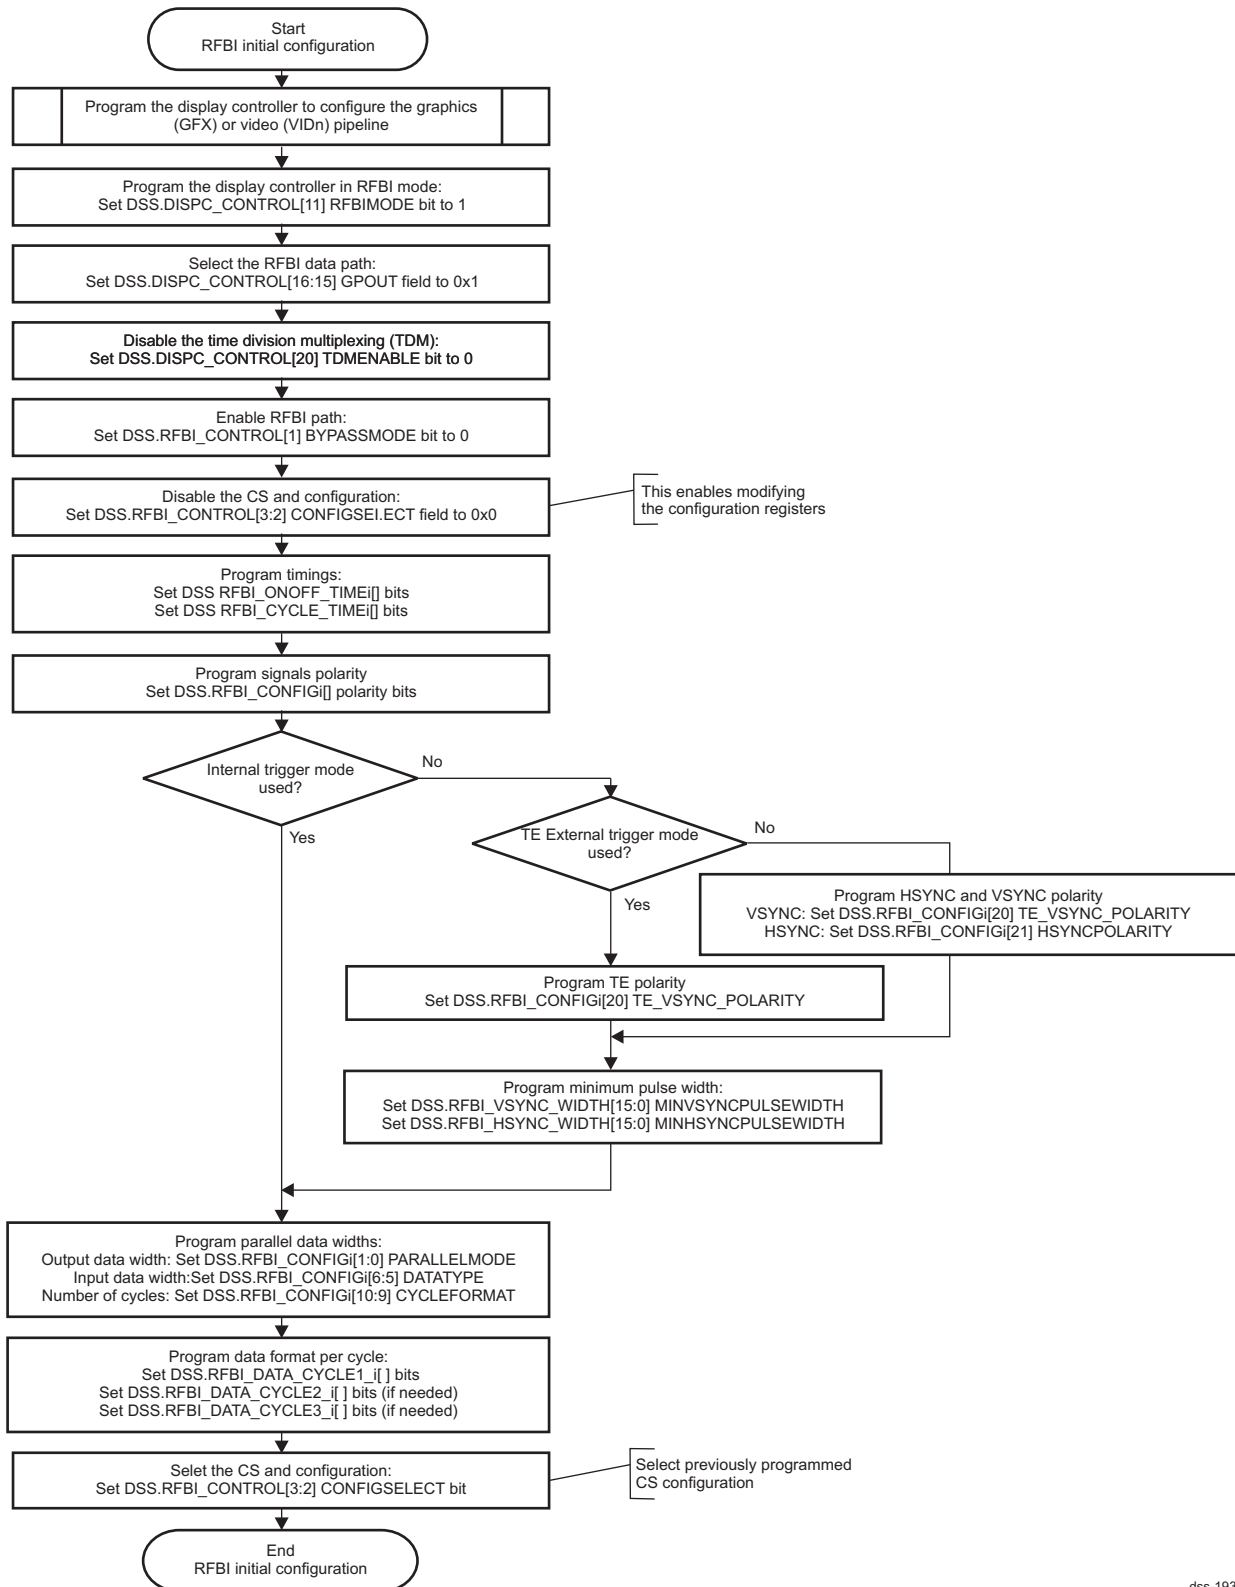 Start
RFBI initial configuration
Program the display controller to configure the graphics
(GFX) or video (VIDn) pipeline
Program the display controller in RFBI mode:
Set DSS.DISPC_CONTROL[11] RFBIMODE bit to 1
Select the RFBI data path:
Set DSS.DISPC_CONTROL[16:15] GPOUT field to 0x1
Disable the time division multiplexing (TDM):
Set DSS.DISPC_CONTROL[20] TDMENABLE bit to 0
Enable RFBI path:
Set DSS.RFBI_CONTROL[1] BYPASSMODE bit to 0
Disable the CS and configuration:
Set DSS.RFBI_CONTROL[3:2] CONFIGSEI.ECT field to 0x0
This enables modifying
the configuration registers
Program timings:
Set DSS RFBI_ONOFF_TIMEi[] bits
Set DSS RFBI_CYCLE_TIMEi[] bits
Program signals polarity
Set DSS.RFBI_CONFIGi[] polarity bits
Internal trigger mode
used?
No
Yes
TE External trigger mode
used?
No
Yes
Program HSYNC and VSYNC polarity
VSYNC: Set DSS.RFBI_CONFIGi[20] TE_VSYNC_POLARITY
HSYNC: Set DSS.RFBI_CONFIGi[21] HSYNCPOLARITY
Program TE polarity
Set DSS.RFBI_CONFIGi[20] TE_VSYNC_POLARITY
Program minimum pulse width:
Set DSS.RFBI_VSYNC_WIDTH[15:0] MINVSYNCPULSEWIDTH
Set DSS.RFBI_HSYNC_WIDTH[15:0] MINHSYNCPULSEWIDTH
Program parallel data widths:
Output data width: Set DSS.RFBI_CONFIGi[1:0] PARALLELMODE
Input data width:Set DSS.RFBI_CONFIGi[6:5] DATATYPE
Number of cycles: Set DSS.RFBI_CONFIGi[10:9] CYCLEFORMAT
Program data format per cycle:
Set DSS.RFBI_DATA_CYCLE1_i[ ] bits
Set DSS.RFBI_DATA_CYCLE2_i[ ] bits (if needed)
Set DSS.RFBI_DATA_CYCLE3_i[ ] bits (if needed)
Selet the CS and configuration:
Set DSS.RFBI_CONTROL[3:2] CONFIGSELECT bit
Select previously programmed
CS configuration
End
RFBI initial configuration
dss-193